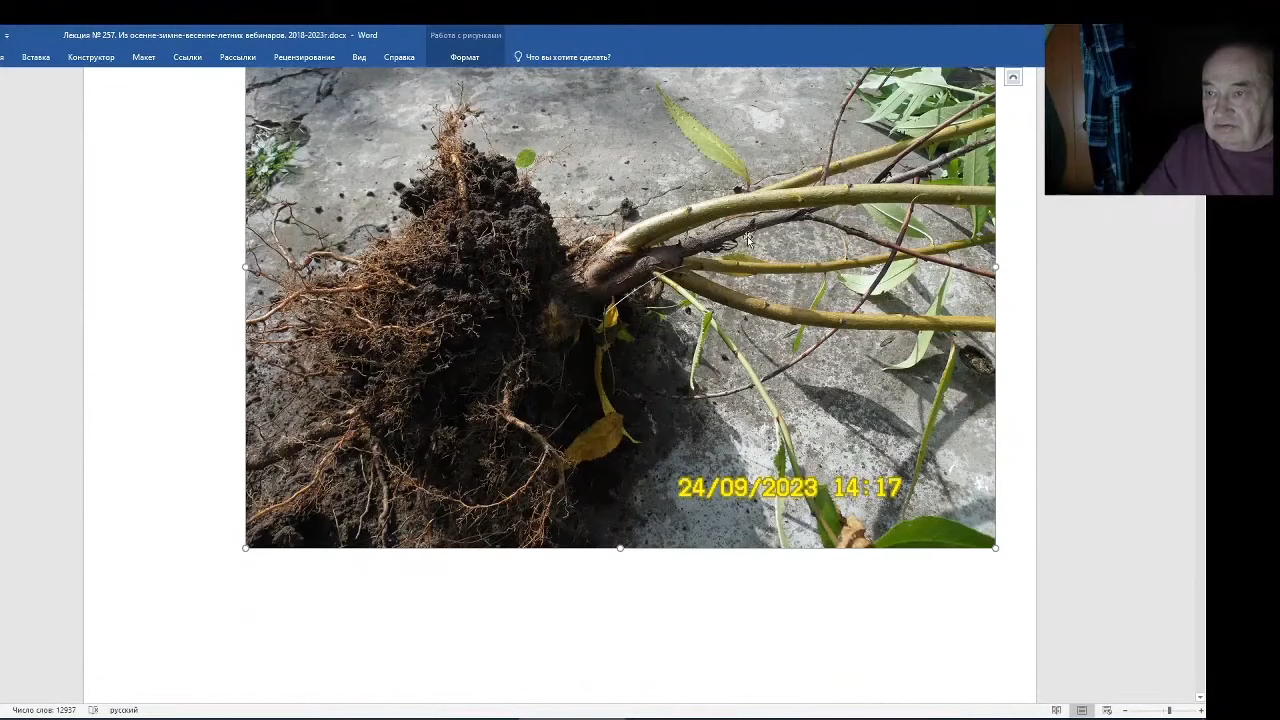 Лекция № 257. Из осенне-зимне-весенне-летних вебинаров. 2018-2023г.docx - Word
Работа с рисунками
Вставка Конструктор Макет Ссылки Рассылки Рецензирование Вид Справка Формат Что вы хотите сделать?
24/09/2023 14:17
Число слов: 12937 русский